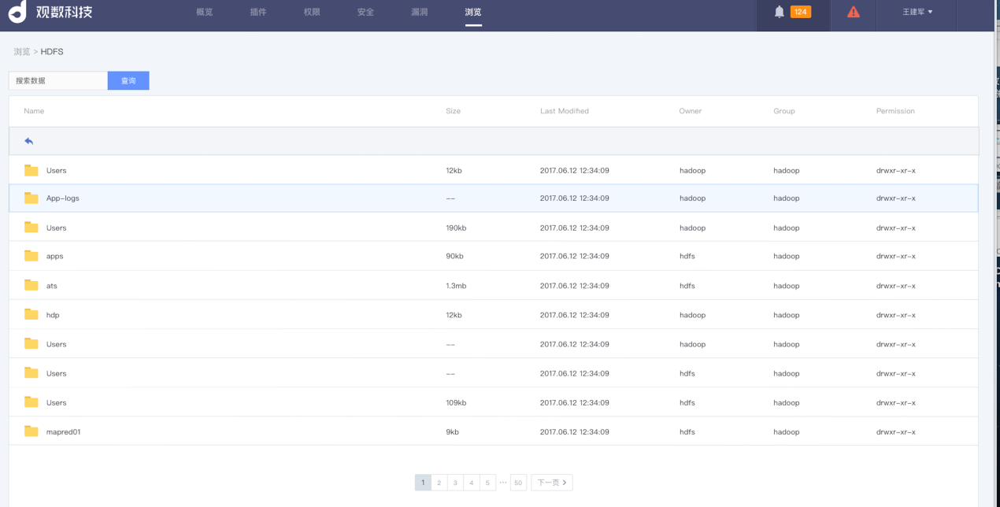 观数科技 概览 插件 权限 安全 漏洞 浏览 124 王建军
浏览 > HDFS
搜索数据 查询
Name Size Last Modified Owner Group Permission
Users 12kb 2017.06.12 12:34:09 hadoop hadoop drwxr-xr-x
App-logs -- 2017.06.12 12:34:09 hadoop hadoop drwxr-xr-x
Users 190kb 2017.06.12 12:34:09 hadoop hadoop drwxr-xr-x
apps 90kb 2017.06.12 12:34:09 hdfs hadoop drwxr-xr-x
ats 1.3mb 2017.06.12 12:34:09 hdfs hadoop drwxr-xr-x
hdp 12kb 2017.06.12 12:34:09 hadoop hadoop drwxr-xr-x
Users -- 2017.06.12 12:34:09 hadoop hadoop drwxr-xr-x
Users -- 2017.06.12 12:34:09 hdfs hadoop drwxr-xr-x
Users 109kb 2017.06.12 12:34:09 hdfs hadoop drwxr-xr-x
mapred01 9kb 2017.06.12 12:34:09 hdfs hadoop drwxr-xr-x
1 2 3 4 5 ··· 50 下一页 >